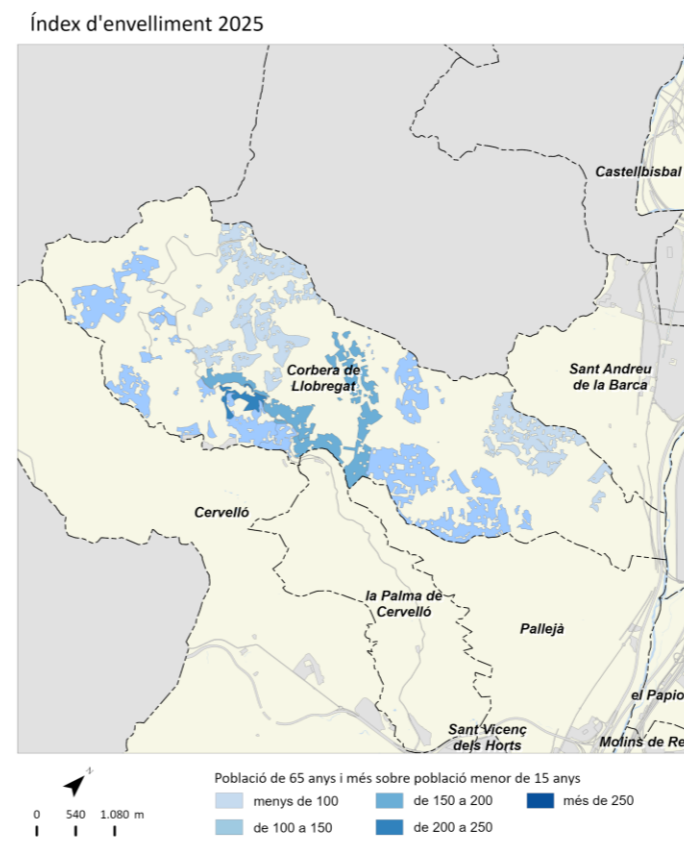 Índex d'envelliment 2025
Castellbisbal
Corbera de
Llobregat
Sant Andreu
de la Barca
Cervelló
la Palma de
Cervelló
Pallejà
el Papio
Sant Vicenç
dels Horts
Molins de Re
N
0 540 1.080 m
Població de 65 anys i més sobre població menor de 15 anys
menys de 100
de 150 a 200
més de 250
de 100 a 150
de 200 a 250